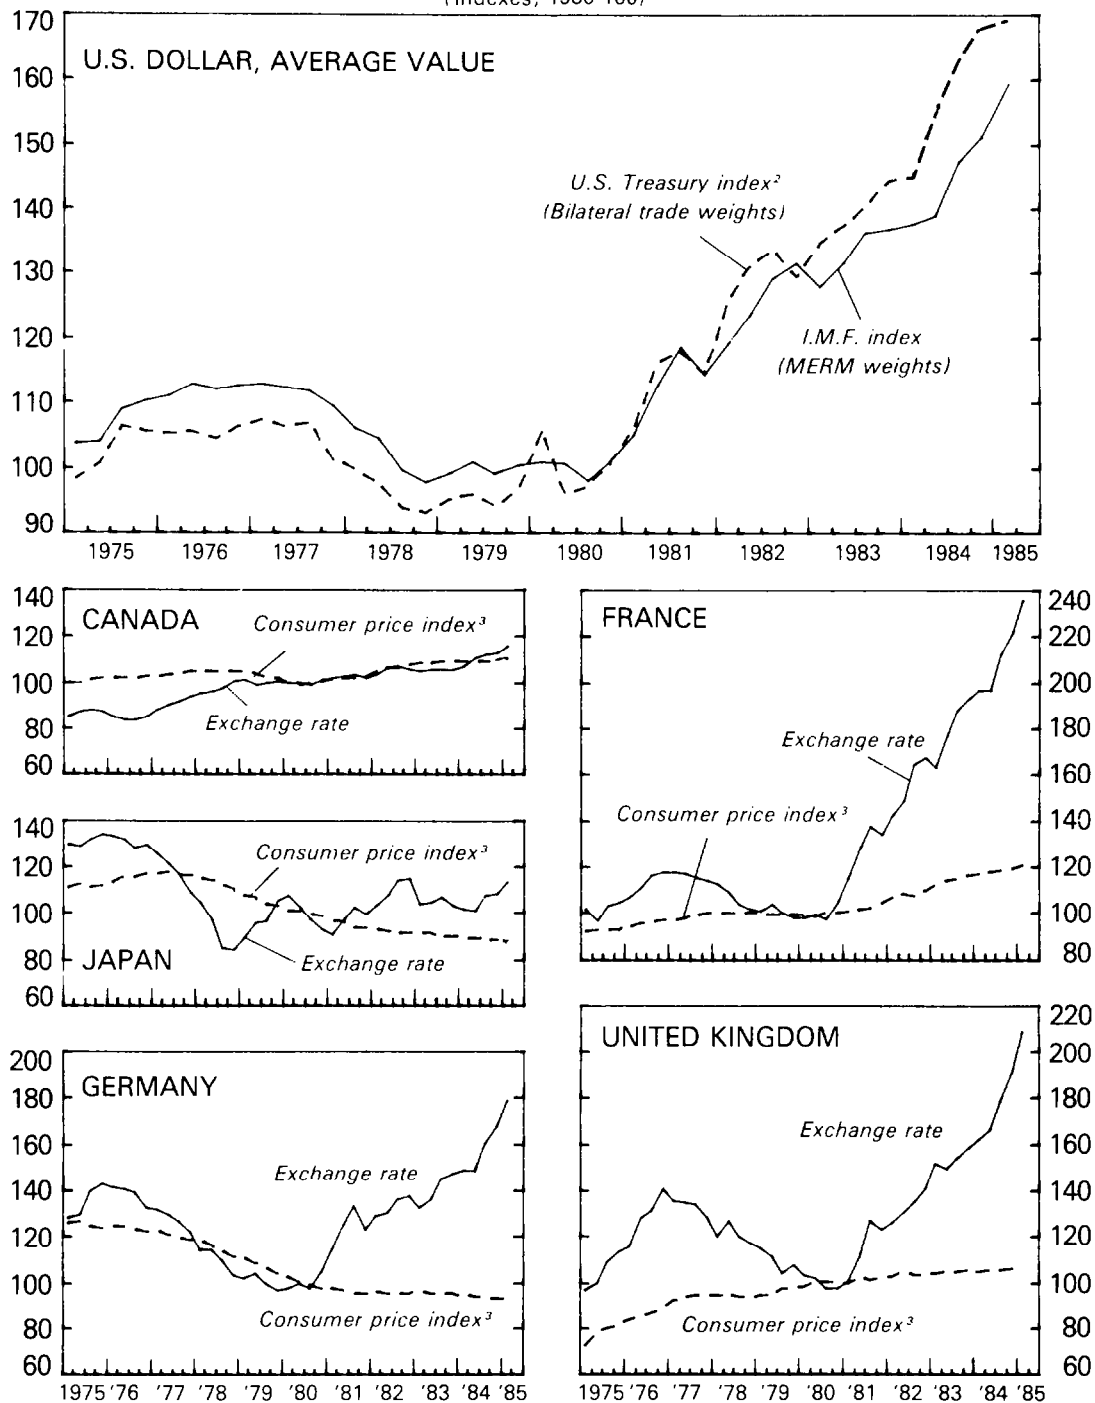 (Indexes, 1980=100)
170
U.S. DOLLAR, AVERAGE VALUE
160
150
U.S. Treasury index²
(Bilateral trade weights)
140
130
120
I.M.F. index
(MERM weights)
110
100
90
1975 1976 1977 1978 1979 1980 1981 1982 1983 1984 1985
140
CANADA
Consumer price index³
120
100
Exchange rate
80
60
140
Consumer price index³
120
100
80
JAPAN
Exchange rate
60
200
GERMANY
180
160
Exchange rate
140
120
100
Consumer price index³
80
60
1975 '76 '77 '78 '79 '80 '81 '82 '83 '84 '85
FRANCE
240
220
200
Exchange rate
180
160
Consumer price index³
140
120
100
80
UNITED KINGDOM
220
200
180
Exchange rate
160
140
120
100
Consumer price index³
80
60
1975 '76 '77 '78 '79 '80 '81 '82 '83 '84 '85